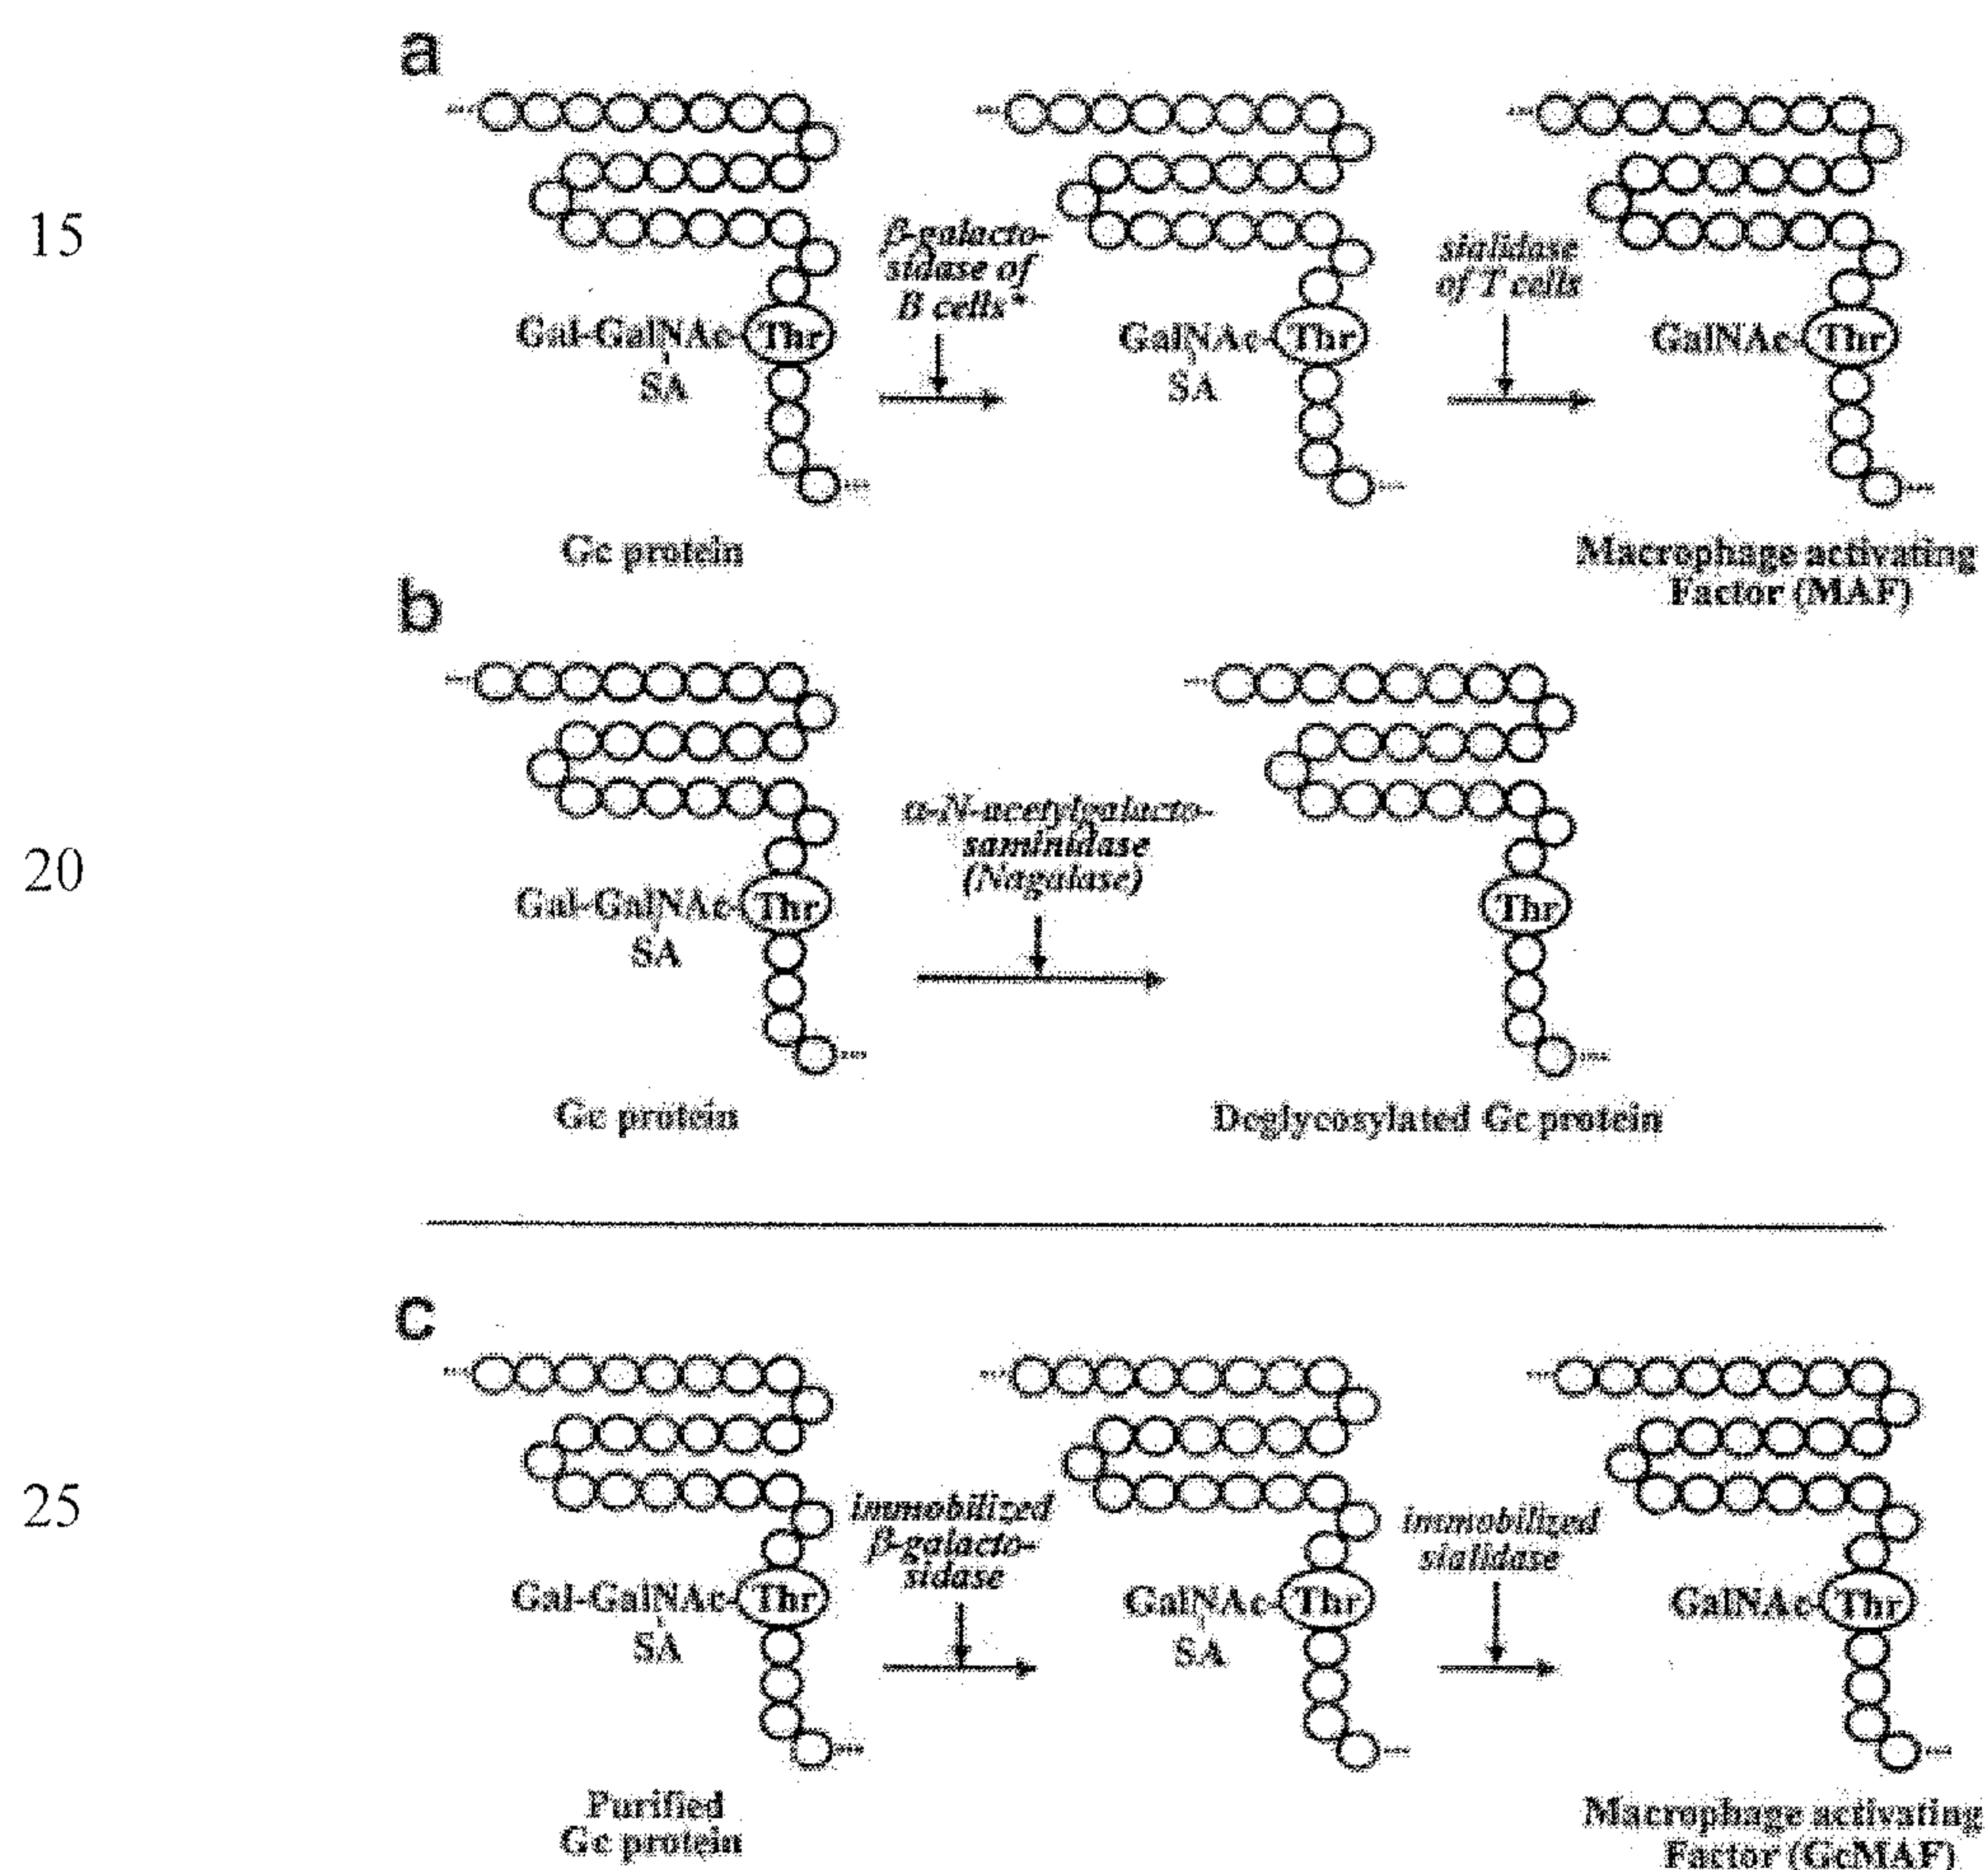 a
15
β-galacto-
sidase of
B cells*
sialidase
of T cells
Gal-GalNAc-Thr
SA
GalNAc-Thr
SA
GalNAc-Thr
Gc protein
Macrophage activating
Factor (MAF)
b
20
α-N-acetylgalacto-
saminidase
(Nagalase)
Gal-GalNAc-Thr
SA
Thr
Gc protein
Deglycosylated Gc protein
c
25
immobilized
β-galacto-
sidase
immobilized
sialidase
Gal-GalNAc-Thr
SA
GalNAc-Thr
SA
GalNAc-Thr
Purified
Gc protein
Macrophage activating
Factor (GcMAF)